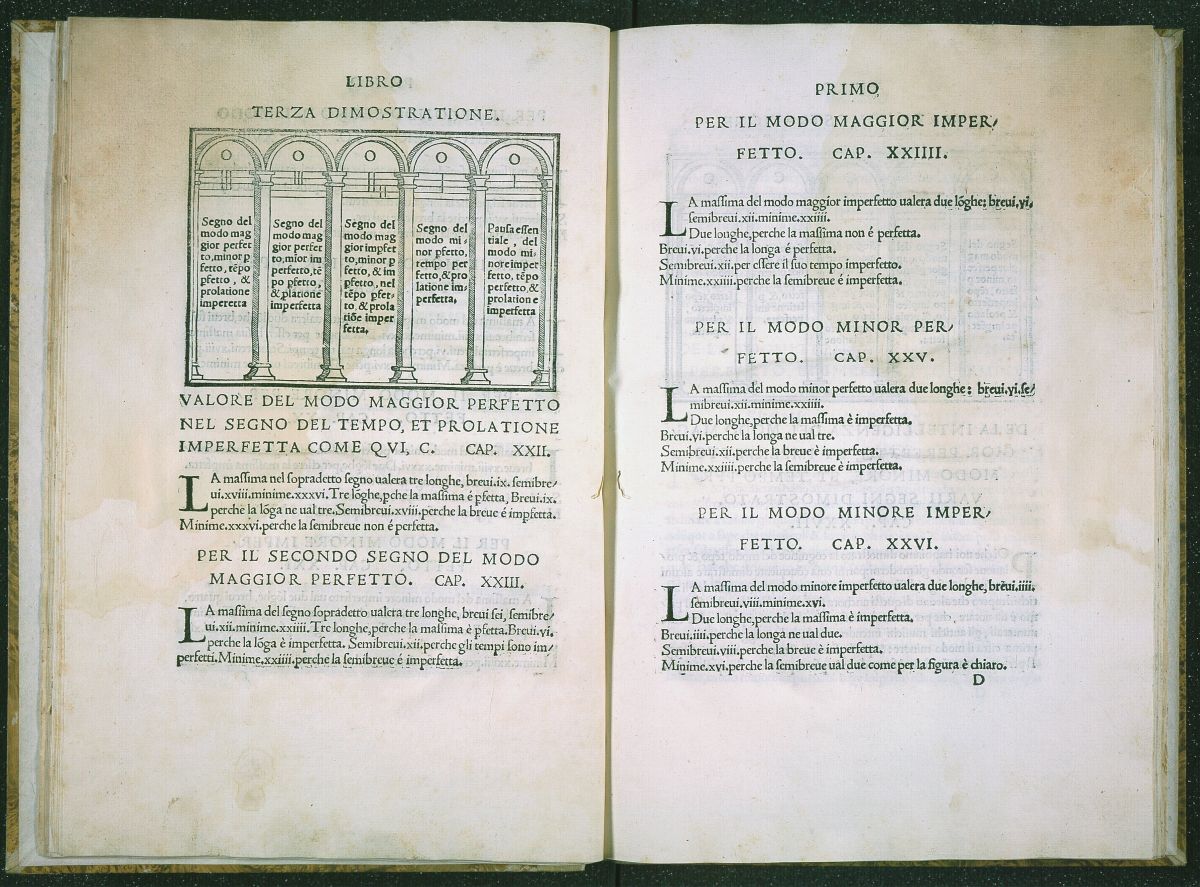 LIBRO
TERZA DIMOSTRATIONE.
Segno del
modo mag
gior perfet
to, minor p
fetto, tẽpo
pfetto, &
prolatione
imperetta
Segno del
modo mag
gior perfet
to, mior im
perfetto, tẽ
po pfetto,
& platione
imperfetta
Segno del
modo mag
gior impfet
to, minor p
fetto, & im
pfetto, nel
tẽpo pfet-
to, & prola
tiõe imper
fetta.
Segno del
modo mi-
nor pfetto,
tempo per
fetto, & pro
latione im-
perfetta.
Pausa essen
tiale, del
modo mi-
nore imper
fetto, tẽpo
perfetto, &
prolatione
imperfetta
VALORE DEL MODO MAGGIOR PERFETTO
NEL SEGNO DEL TEMPO, ET PROLATIONE
IMPERFETTA COME QVI, C. CAP. XXII.
LA massima nel sopradetto segno ualera tre longhe, breui.ix. semibre/
ui.xviii.minime.xxxvi. Tre lõghe, pche la massima é pfetta, Breui.ix.
perche la lõga ne ual tre. Semibreui.xviii.perche la breue é impfetta.
Minime.xxxvi.perche la semibreue non é perfetta.
PER IL SECONDO SEGNO DEL MODO
MAGGIOR PERFETTO. CAP. XXIII.
LA massima del segno sopradetto ualera tre longhe, breui sei, semibre/
ui.xii.minime.xxiiii. Tre longhe, perche la massima è pfetta. Breui.vi.
perche la lõga è imperfetta. Semibreui.xii.perche gli tempi sono im/
perfetti. Minime.xxiiii.perche la semibreue é imperfetta.
PRIMO
PER IL MODO MAGGIOR IMPER/
FETTO. CAP. XXIIII.
LA massima del modo maggior imperfetto ualera due lõghe: breui.vi.
semibreui.xii.minime.xxiiii.
Due longhe, perche la massima non é perfetta.
Breui.vi.perche la longa é perfetta.
Semibreui.xii.per essere il suo tempo imperfetto.
Minime.xxiiii.perche la semibreue é imperfetta.
PER IL MODO MINOR PER/
FETTO. CAP. XXV.
LA massima del modo minor perfetto ualera due longhe: breui.vi.se/
mibreui.xii.minime.xxiiii.
Due longhe, perche la massima è imperfetta.
Breui.vi.perche la longa ne ual tre.
Semibreui.xii.perche la breue è imperfetta.
Minime.xxiiii.perche la semibreue è imperfetta.
PER IL MODO MINORE IMPER/
FETTO. CAP. XXVI.
LA massima del modo minore imperfetto ualera due longhe, breui.iiii.
semibreui.viii.minime.xvi.
Due longhe, perche la massima è imperfetta.
Breui.iiii.perche la longa ne ual due.
Semibreui.viii.perche la breue è imperfetta.
Minime.xvi.perche la semibreue ual due come per la figura è chiaro.
D